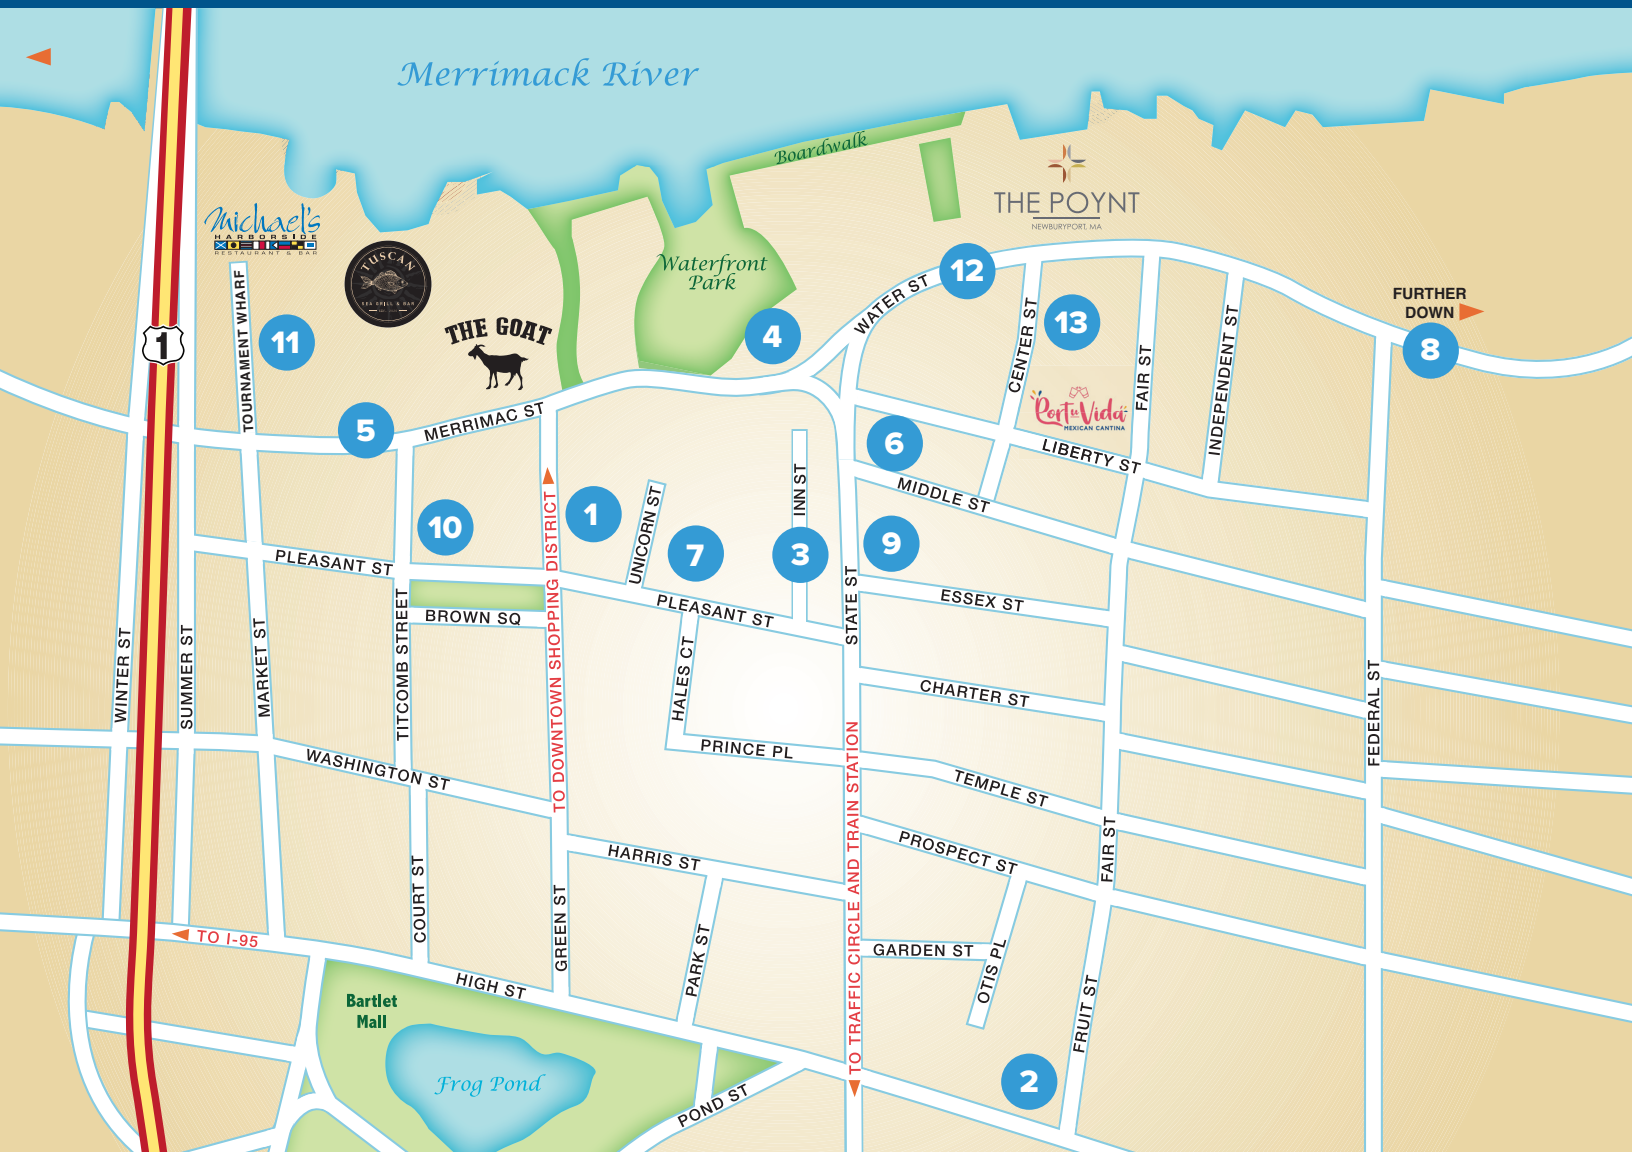 Merrimack River
Boardwalk
THE POYNT
NEWBURYPORT, MA
Michael's
HARBORSIDE
RESTAURANT & BAR
TUSCAN
SEA GRILL & BAR
Waterfront
Park
12
WATER ST
FURTHER
DOWN
8
THE GOAT
1
11
TOURNAMENT WHARF
4
13
CENTER ST
FAIR ST
INDEPENDENT ST
Port u Vida
MEXICAN CANTINA
5
MERRIMAC ST
6
LIBERTY ST
MIDDLE ST
10
1
UNICORN ST
7
INN ST
3
9
PLEASANT ST
TO DOWNTOWN SHOPPING DISTRICT
BROWN SQ
PLEASANT ST
STATE ST
ESSEX ST
WINTER ST
SUMMER ST
MARKET ST
TITCOMB STREET
HALES CT
CHARTER ST
FEDERAL ST
PRINCE PL
WASHINGTON ST
TEMPLE ST
TO TRAFFIC CIRCLE AND TRAIN STATION
HARRIS ST
PROSPECT ST
FAIR ST
COURT ST
GREEN ST
PARK ST
TO I-95
GARDEN ST
OTIS PL
HIGH ST
FRUIT ST
Bartlet
Mall
Frog Pond
POND ST
2